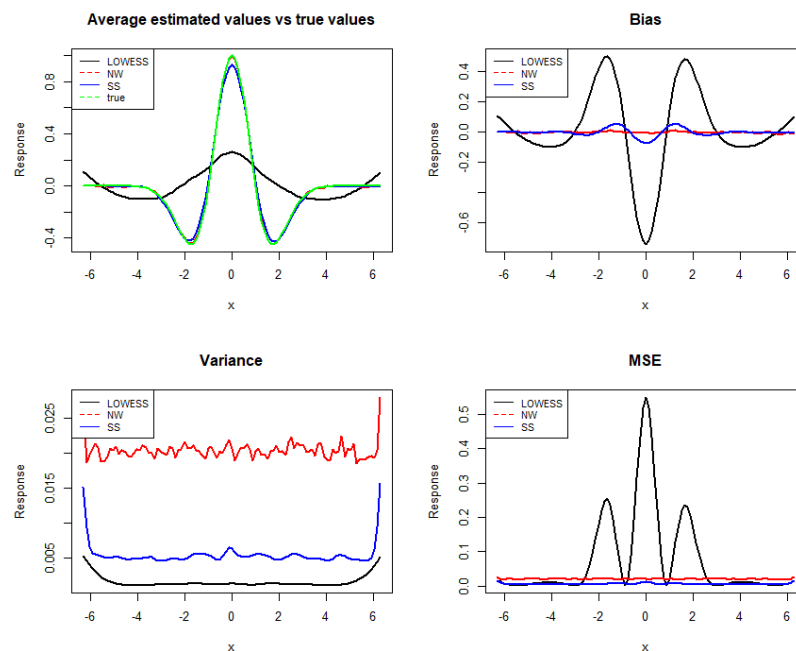 Average estimated values vs true values
LOWESS
NW
SS
true
Response
0.8
0.4
0.0
-0.4
-6 -4 -2 0 2 4 6
x
Bias
LOWESS
NW
SS
Response
0.4
0.0
-0.2
-0.6
-6 -4 -2 0 2 4 6
x
Variance
LOWESS
NW
SS
Response
0.025
0.015
0.005
-6 -4 -2 0 2 4 6
x
MSE
LOWESS
NW
SS
Response
0.5
0.4
0.3
0.2
0.1
0.0
-6 -4 -2 0 2 4 6
x